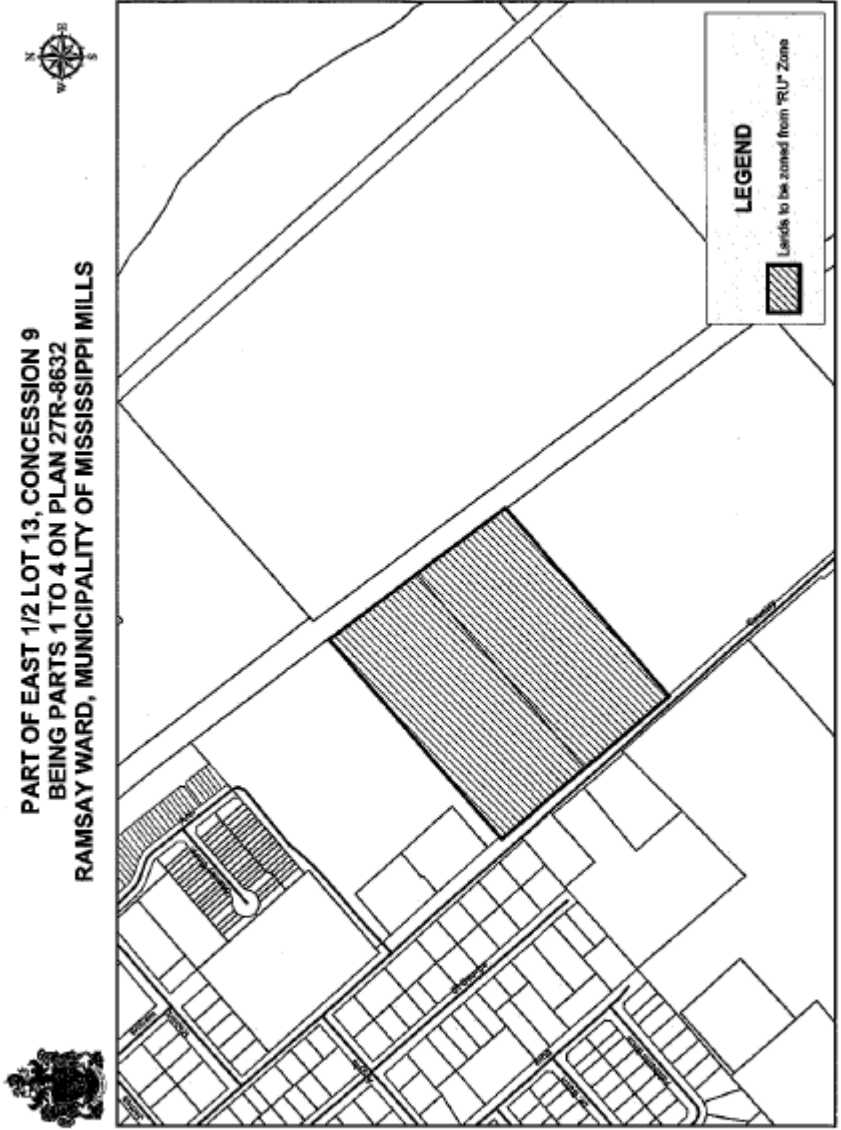 PART OF EAST 1/2 LOT 13, CONCESSION 9
BEING PARTS 1 TO 4 ON PLAN 27R-8632
RAMSAY WARD, MUNICIPALITY OF MISSISSIPPI MILLS
N
E
S
W
LEGEND
Lands to be zoned from "RU" Zone